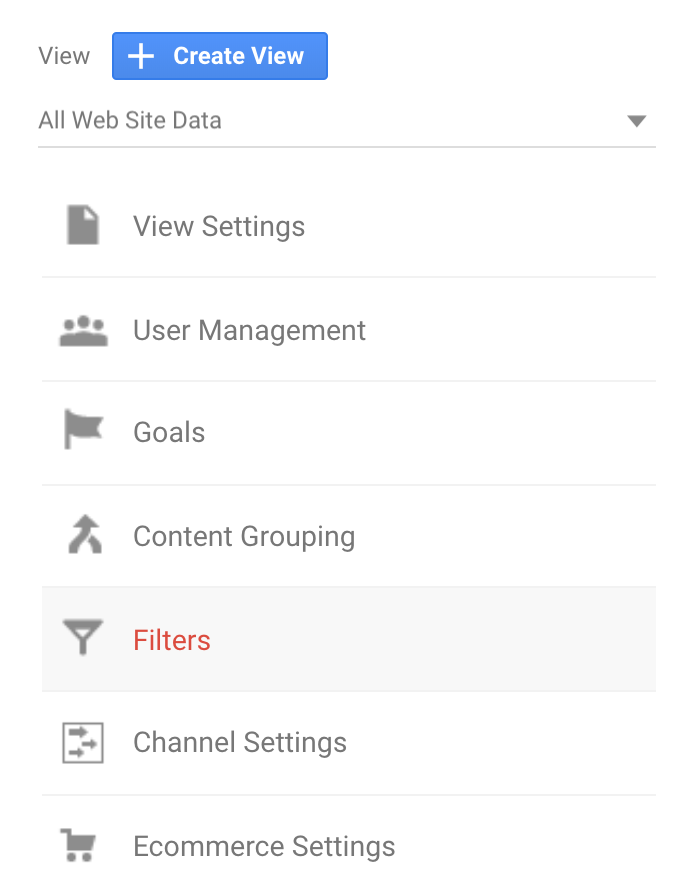 View
Create View
All Web Site Data
View Settings
User Management
Goals
Content Grouping
Filters
Channel Settings
Ecommerce Settings